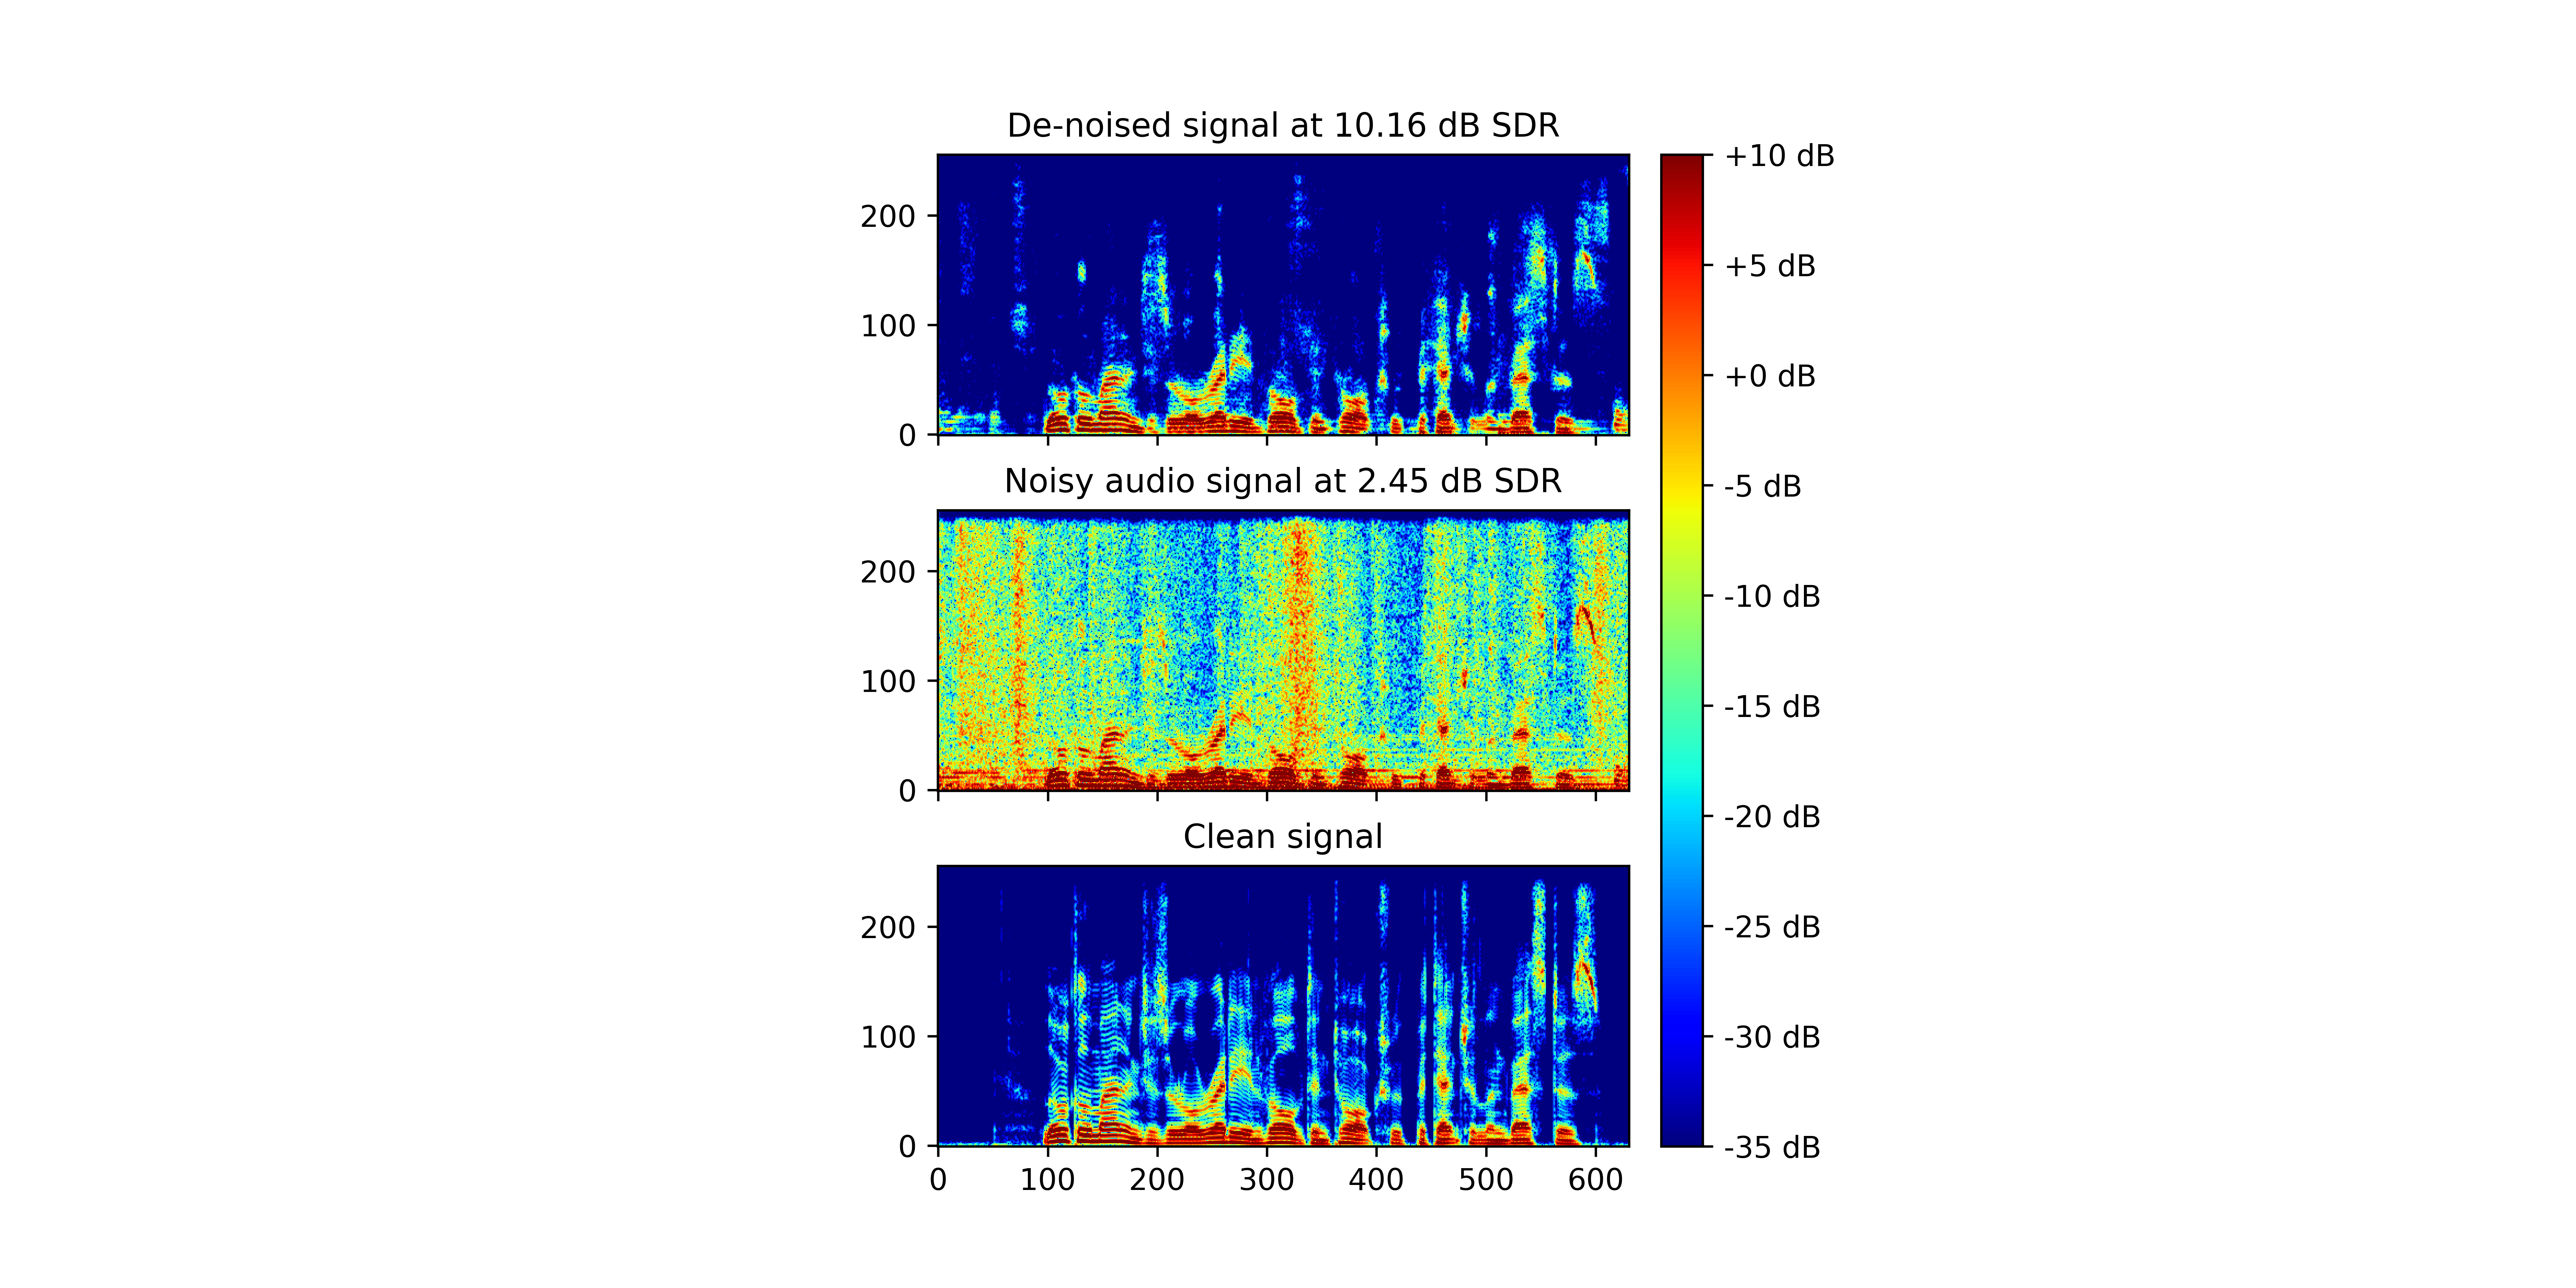 De-noised signal at 10.16 dB SDR
200
100
0
Noisy audio signal at 2.45 dB SDR
200
100
0
Clean signal
200
100
0
0 100 200 300 400 500 600
+10 dB
+5 dB
+0 dB
-5 dB
-10 dB
-15 dB
-20 dB
-25 dB
-30 dB
-35 dB